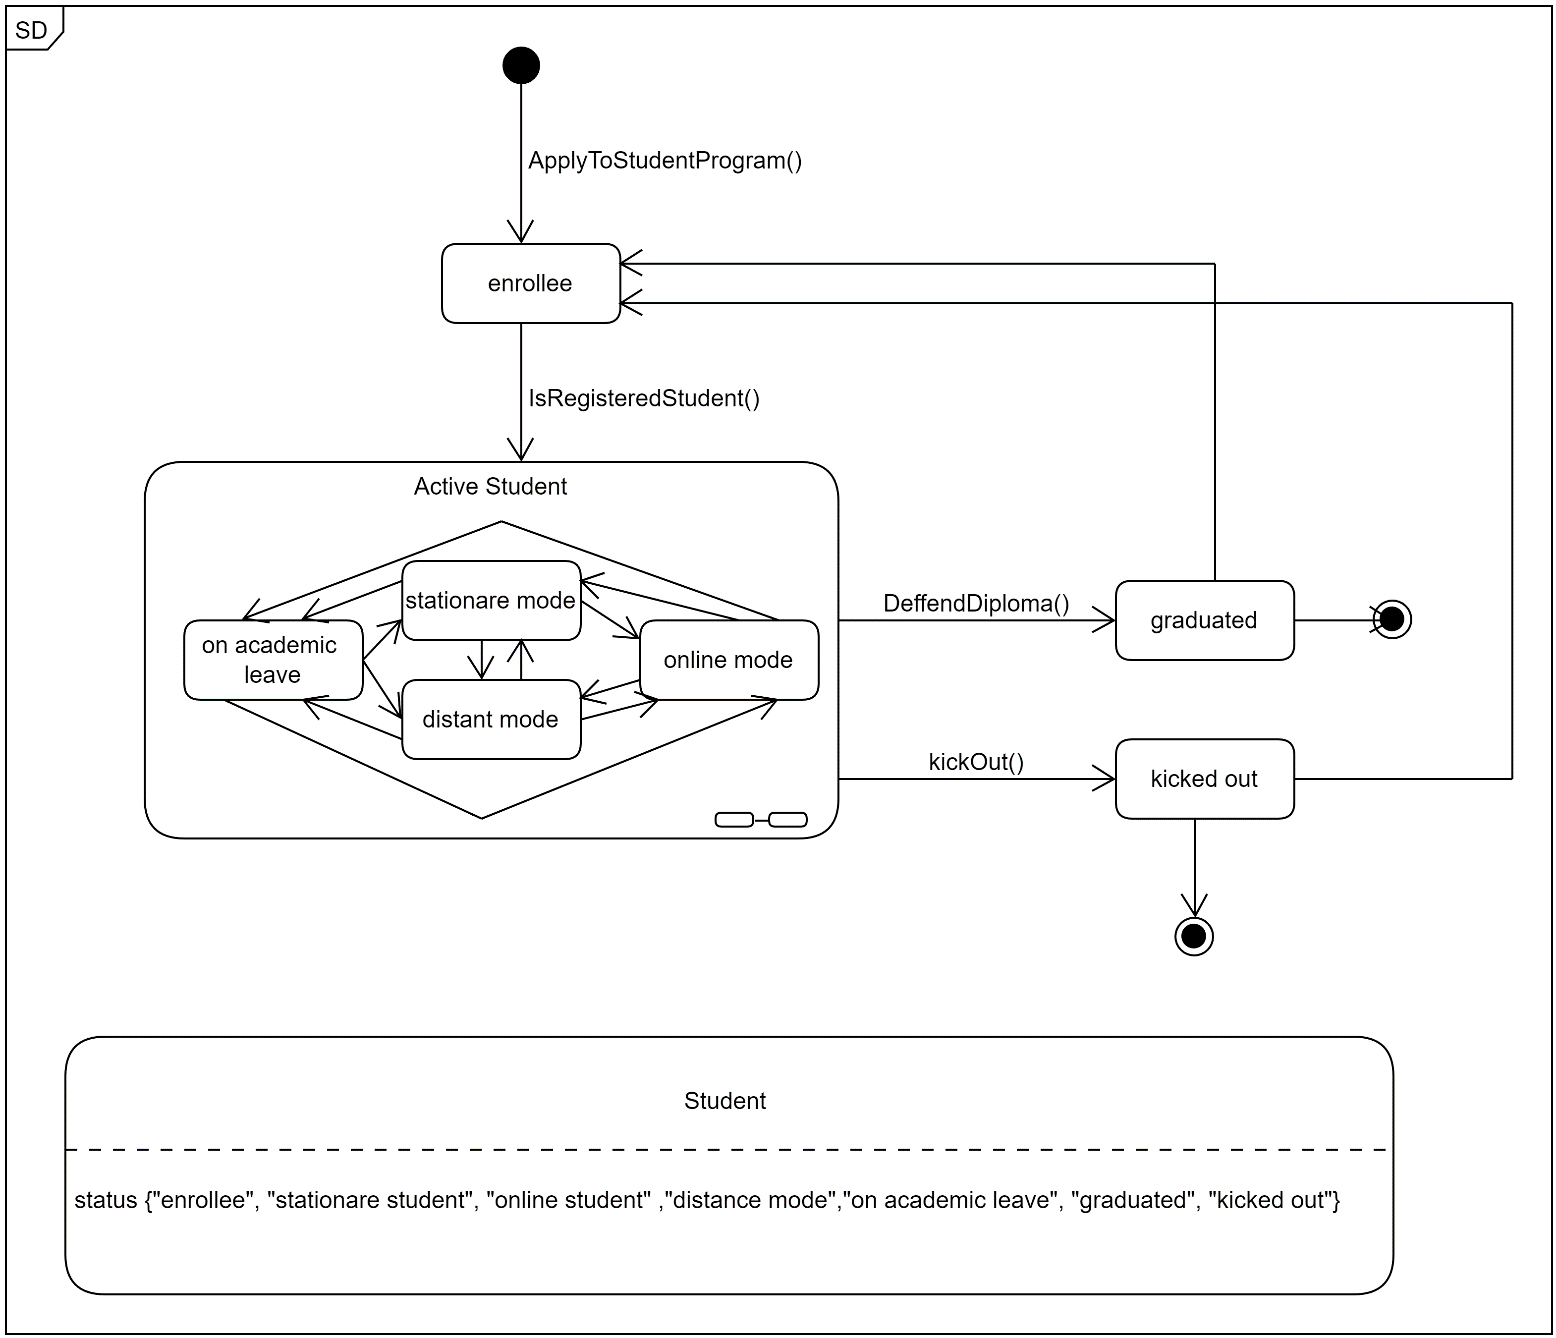 SD
ApplyToStudentProgram()
enrollee
IsRegisteredStudent()
Active Student
stationare mode
on academic
leave
online mode
distant mode
DeffendDiploma()
graduated
kickOut()
kicked out
Student
status {"enrollee", "stationare student", "online student" ,"distance mode","on academic leave", "graduated", "kicked out"}